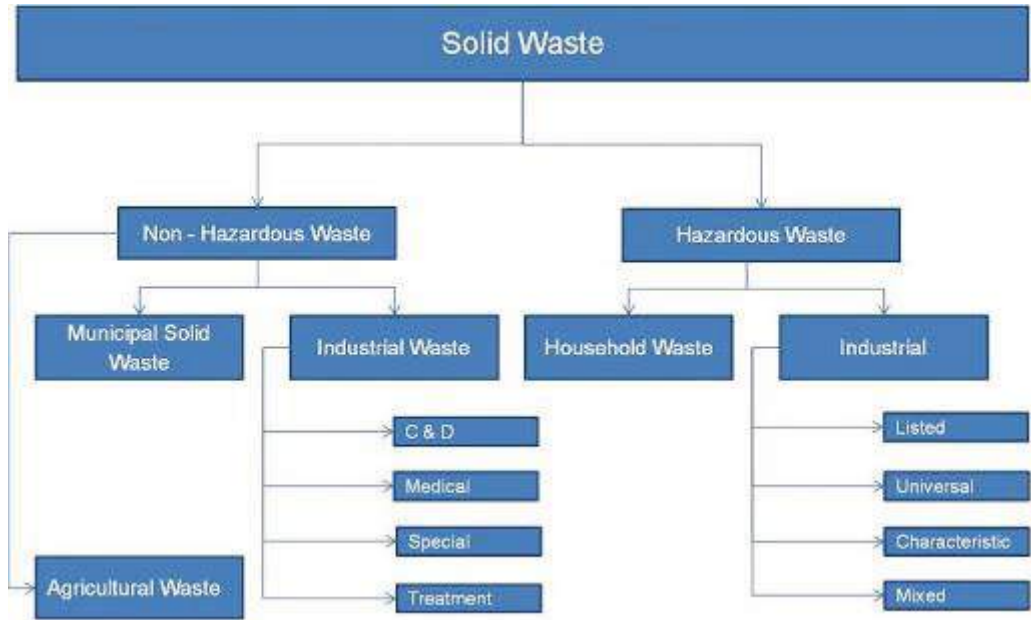 Solid Waste
Non - Hazardous Waste
Hazardous Waste
Municipal Solid
Waste
Industrial Waste
Household Waste
Industrial
C & D
Medical
Special
Treatment
Listed
Universal
Characteristic
Mixed
Agricultural Waste